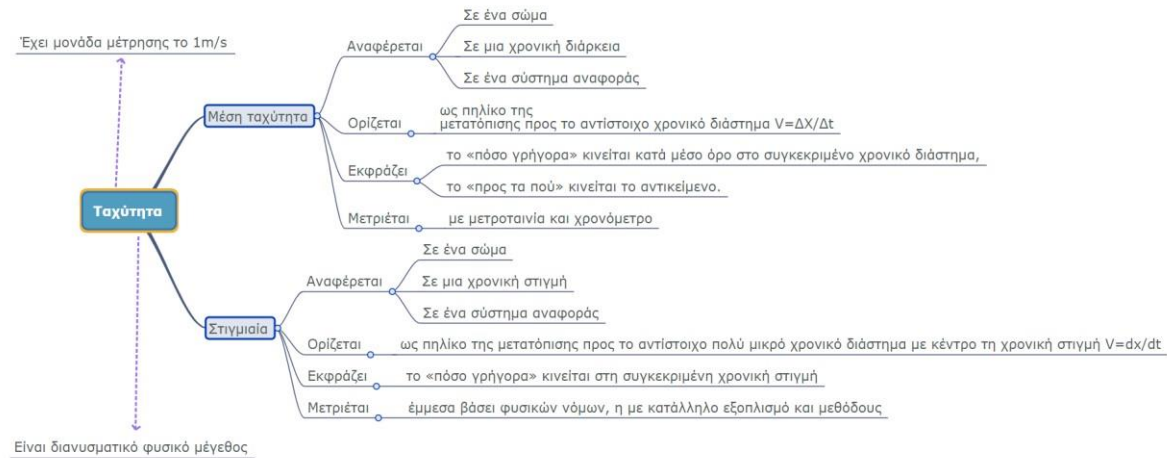 Έχει μονάδα μέτρησης το 1m/s
Ταχύτητα
Είναι διανυσματικό φυσικό μέγεθος
Μέση ταχύτητα
Αναφέρεται
Σε ένα σώμα
Σε μια χρονική διάρκεια
Σε ένα σύστημα αναφοράς
Ορίζεται
ως πηλίκο της
μετατόπισης προς το αντίστοιχο χρονικό διάστημα V=ΔX/Δt
Εκφράζει
το «πόσο γρήγορα» κινείται κατά μέσο όρο στο συγκεκριμένο χρονικό διάστημα,
το «προς τα πού» κινείται το αντικείμενο.
Μετριέται
με μετροταινία και χρονόμετρο
Στιγμιαία
Αναφέρεται
Σε ένα σώμα
Σε μια χρονική στιγμή
Σε ένα σύστημα αναφοράς
Ορίζεται
ως πηλίκο της μετατόπισης προς το αντίστοιχο πολύ μικρό χρονικό διάστημα με κέντρο τη χρονική στιγμή V=dx/dt
Εκφράζει
το «πόσο γρήγορα» κινείται στη συγκεκριμένη χρονική στιγμή
Μετριέται
έμμεσα βάσει φυσικών νόμων, η με κατάλληλο εξοπλισμό και μεθόδους